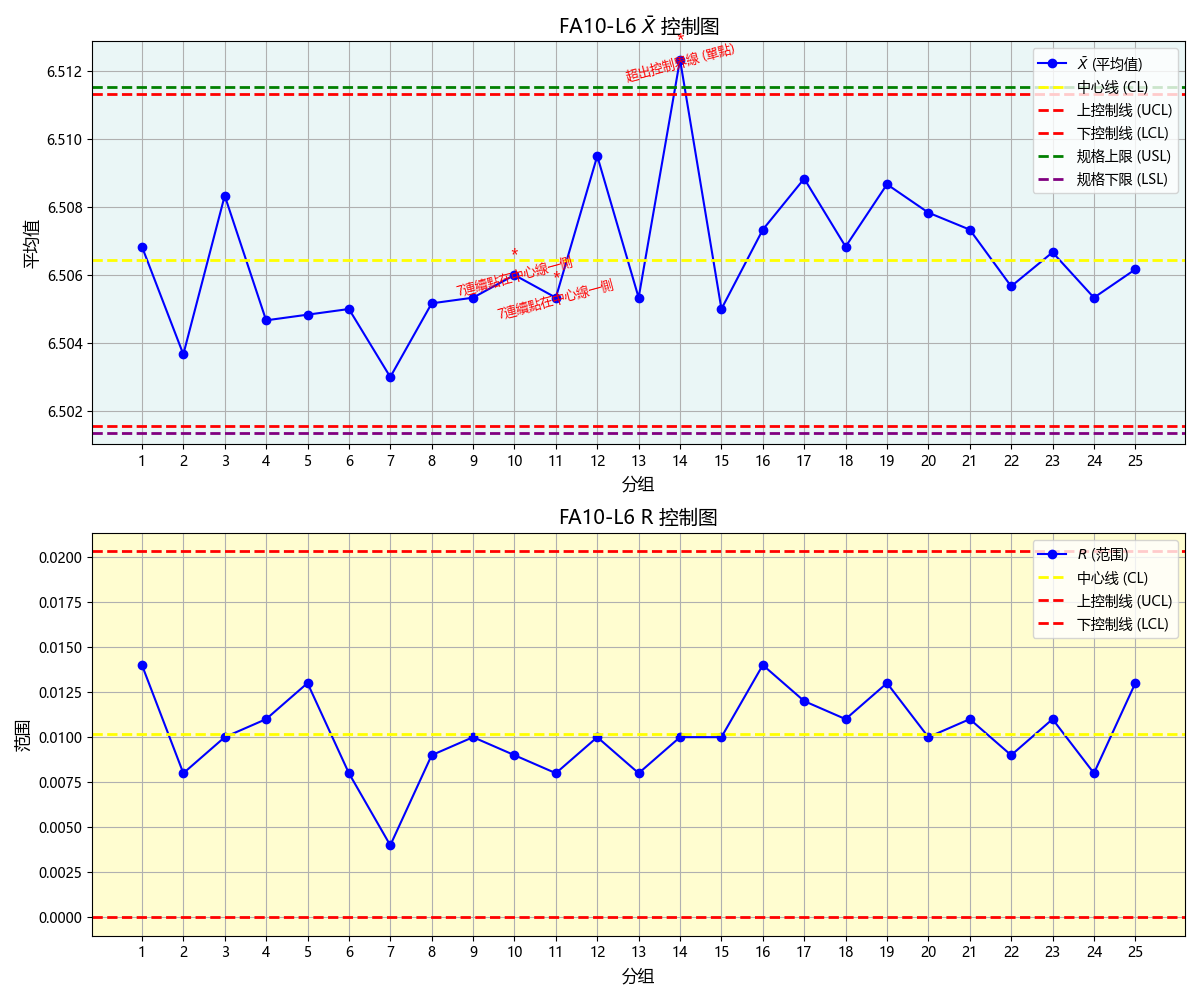 FA10-L6 X̄ 控制图
6.512
6.510
6.508
6.506
6.504
6.502
平均值
*
超出控制界線 (單點)
*
7連續點在中心線一側
*
7連續點在中心線一側
X̄ (平均值)
中心线 (CL)
上控制线 (UCL)
下控制线 (LCL)
规格上限 (USL)
规格下限 (LSL)
1 2 3 4 5 6 7 8 9 10 11 12 13 14 15 16 17 18 19 20 21 22 23 24 25
分组
FA10-L6 R 控制图
0.0200
0.0175
0.0150
0.0125
0.0100
0.0075
0.0050
0.0025
0.0000
范围
R (范围)
中心线 (CL)
上控制线 (UCL)
下控制线 (LCL)
1 2 3 4 5 6 7 8 9 10 11 12 13 14 15 16 17 18 19 20 21 22 23 24 25
分组